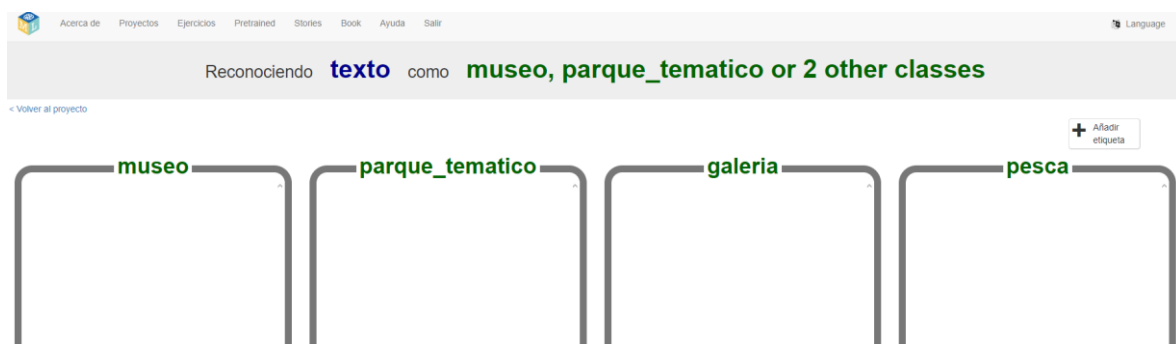 Acerca de Proyectos Ejercicios Pretrained Stories Book Ayuda Salir Language
Reconociendo texto como museo, parque_tematico or 2 other classes
< Volver al proyecto
Añadir
etiqueta
museo parque_tematico galeria pesca